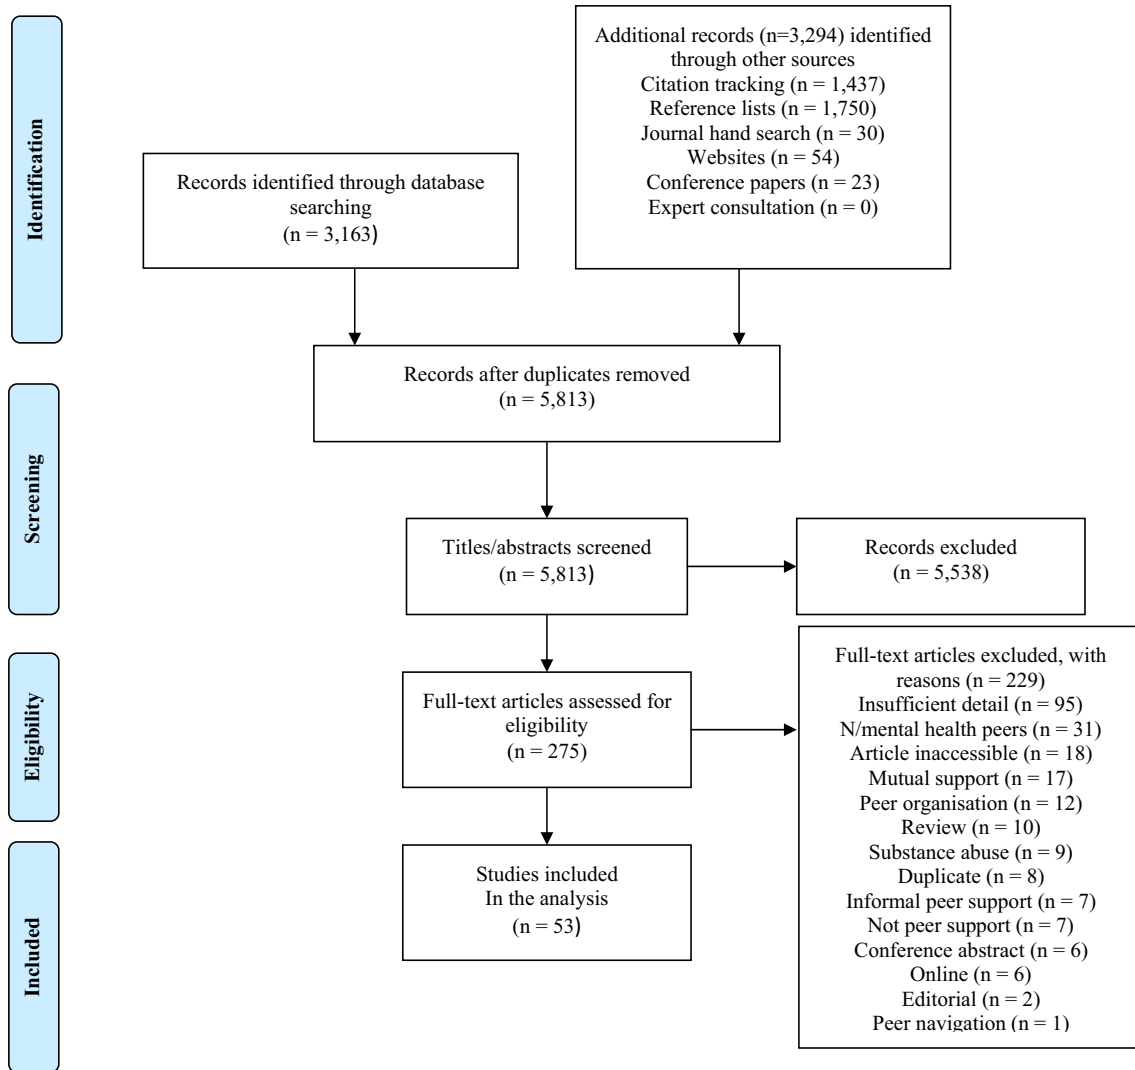 Identification
Additional records (n=3,294) identified
through other sources
Citation tracking (n = 1,437)
Reference lists (n = 1,750)
Journal hand search (n = 30)
Websites (n = 54)
Conference papers (n = 23)
Expert consultation (n = 0)
Records identified through database
searching
(n = 3,163)
Records after duplicates removed
(n = 5,813)
Screening
Titles/abstracts screened
(n = 5,813)
Records excluded
(n = 5,538)
Eligibility
Full-text articles assessed for
eligibility
(n = 275)
Full-text articles excluded, with
reasons (n = 229)
Insufficient detail (n = 95)
N/mental health peers (n = 31)
Article inaccessible (n = 18)
Mutual support (n = 17)
Peer organisation (n = 12)
Review (n = 10)
Substance abuse (n = 9)
Duplicate (n = 8)
Informal peer support (n = 7)
Not peer support (n = 7)
Conference abstract (n = 6)
Online (n = 6)
Editorial (n = 2)
Peer navigation (n = 1)
Included
Studies included
In the analysis
(n = 53)